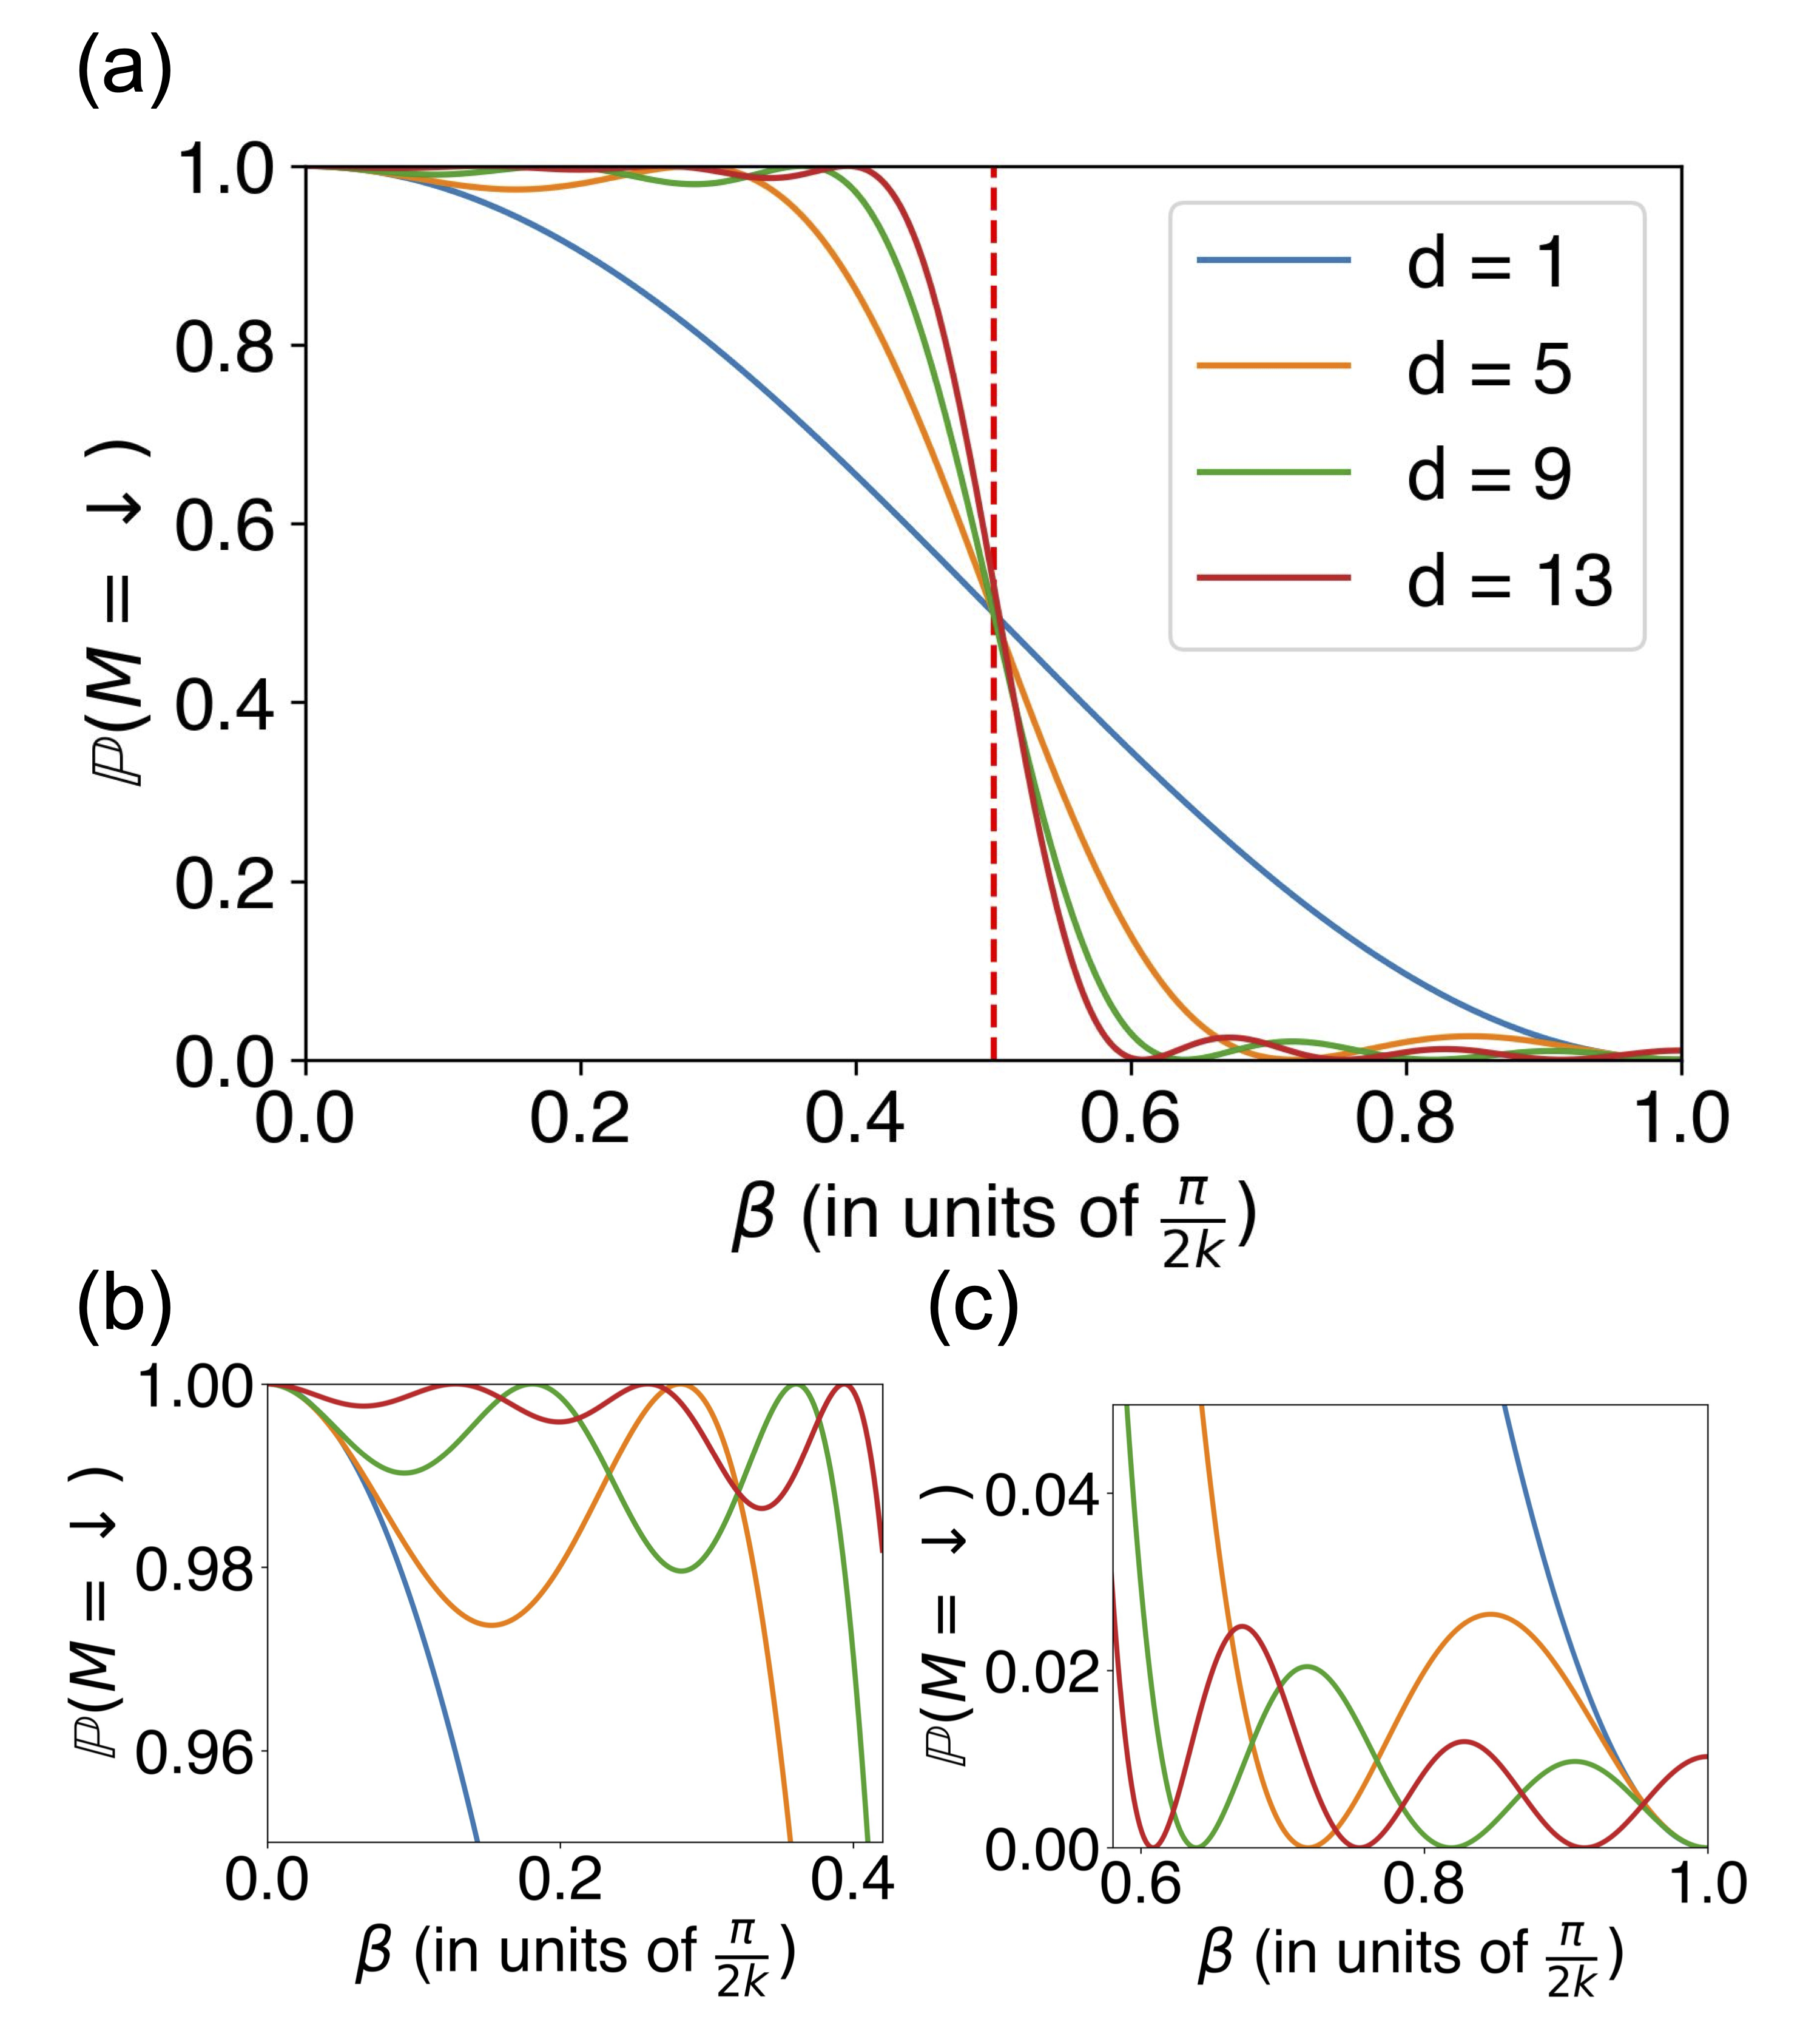 (a)
ℙ(M = ↓)
1.0
0.8
0.6
0.4
0.2
0.0
d = 1
d = 5
d = 9
d = 13
0.0 0.2 0.4 0.6 0.8 1.0
β (in units of π/2k)
(b)
ℙ(M = ↓)
1.00
0.98
0.96
0.0 0.2 0.4
β (in units of π/2k)
(c)
ℙ(M = ↓)
0.04
0.02
0.00
0.6 0.8 1.0
β (in units of π/2k)